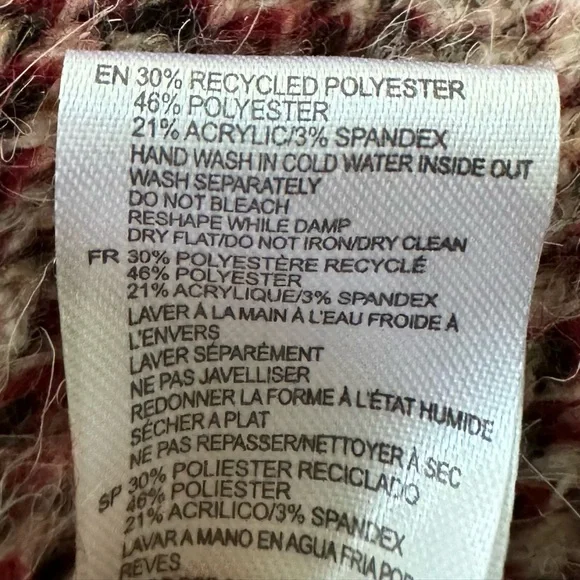 EN 30% RECYCLED POLYESTER
46% POLYESTER
21% ACRYLIC/3% SPANDEX
HAND WASH IN COLD WATER INSIDE OUT
WASH SEPARATELY
DO NOT BLEACH
RESHAPE WHILE DAMP
DRY FLAT/DO NOT IRON/DRY CLEAN
FR 30% POLYESTÈRE RECYCLÉ
46% POLYESTER
21% ACRYLIQUE/3% SPANDEX
LAVER À LA MAIN À L'EAU FROIDE À
L'ENVERS
LAVER SÉPARÉMENT
NE PAS JAVELLISER
REDONNER LA FORME À L'ÉTAT HUMIDE
SÉCHER A PLAT
NE PAS REPASSER/NETTOYER À SEC
SP 30% POLIESTER RECICLADO
46% POLIESTER
21% ACRILICO/3% SPANDEX
LAVAR A MANO EN AGUA FRIA POR
REVES